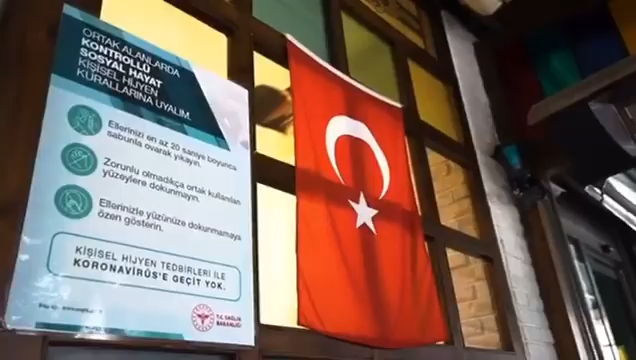 ORTAK ALANLARDA
KONTROLLÜ
SOSYAL HAYAT
KİŞİSEL HİJYEN
KURALLARINA UYALIM.
Ellerinizi en az 20 saniye boyunca
sabunla ovarak yıkayın.
Zorunlu olmadıkça ortak kullanılan
yüzeylere dokunmayın.
Ellerinizle yüzünüze dokunmamaya
özen gösterin.
KİŞİSEL HİJYEN TEDBİRLERİ İLE
KORONAVİRÜS'E GEÇİT YOK.
T.C. SAĞLIK
BAKANLIĞI